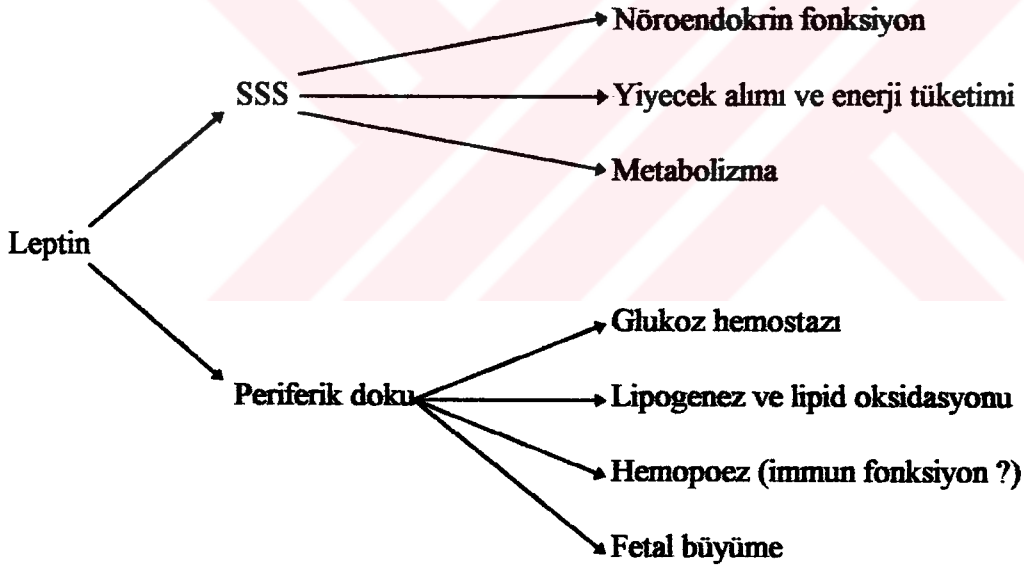 Nöroendokrin fonksiyon
SSS
Yiyecek alımı ve enerji tüketimi
Metabolizma
Leptin
Glukoz hemostazı
Periferik doku
Lipogenez ve lipid oksidasyonu
Hemopoez (immun fonksiyon ?)
Fetal büyüme